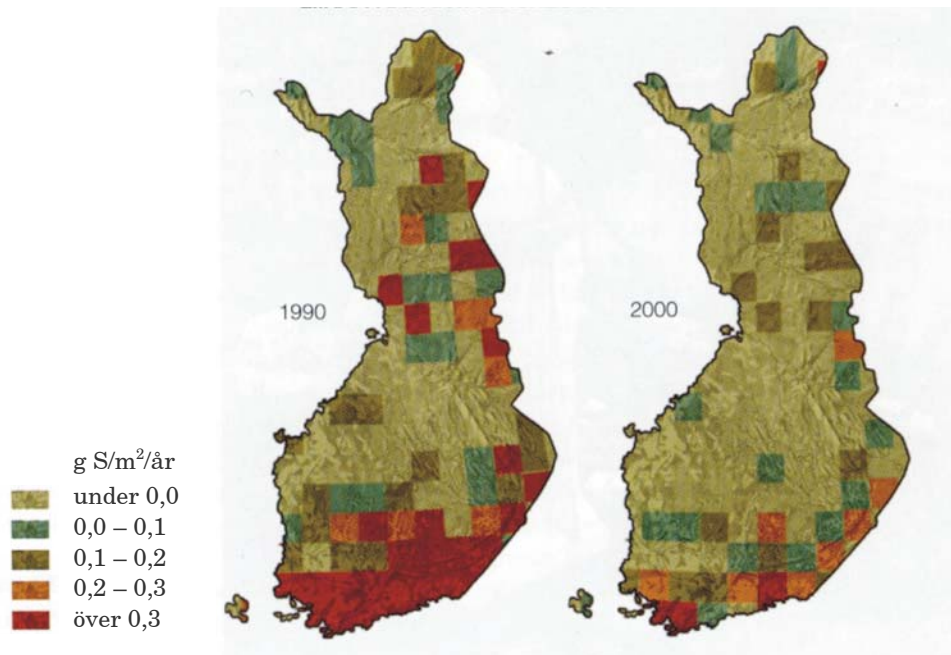 1990
2000
g S/m²/år
under 0,0
0,0 – 0,1
0,1 – 0,2
0,2 – 0,3
över 0,3